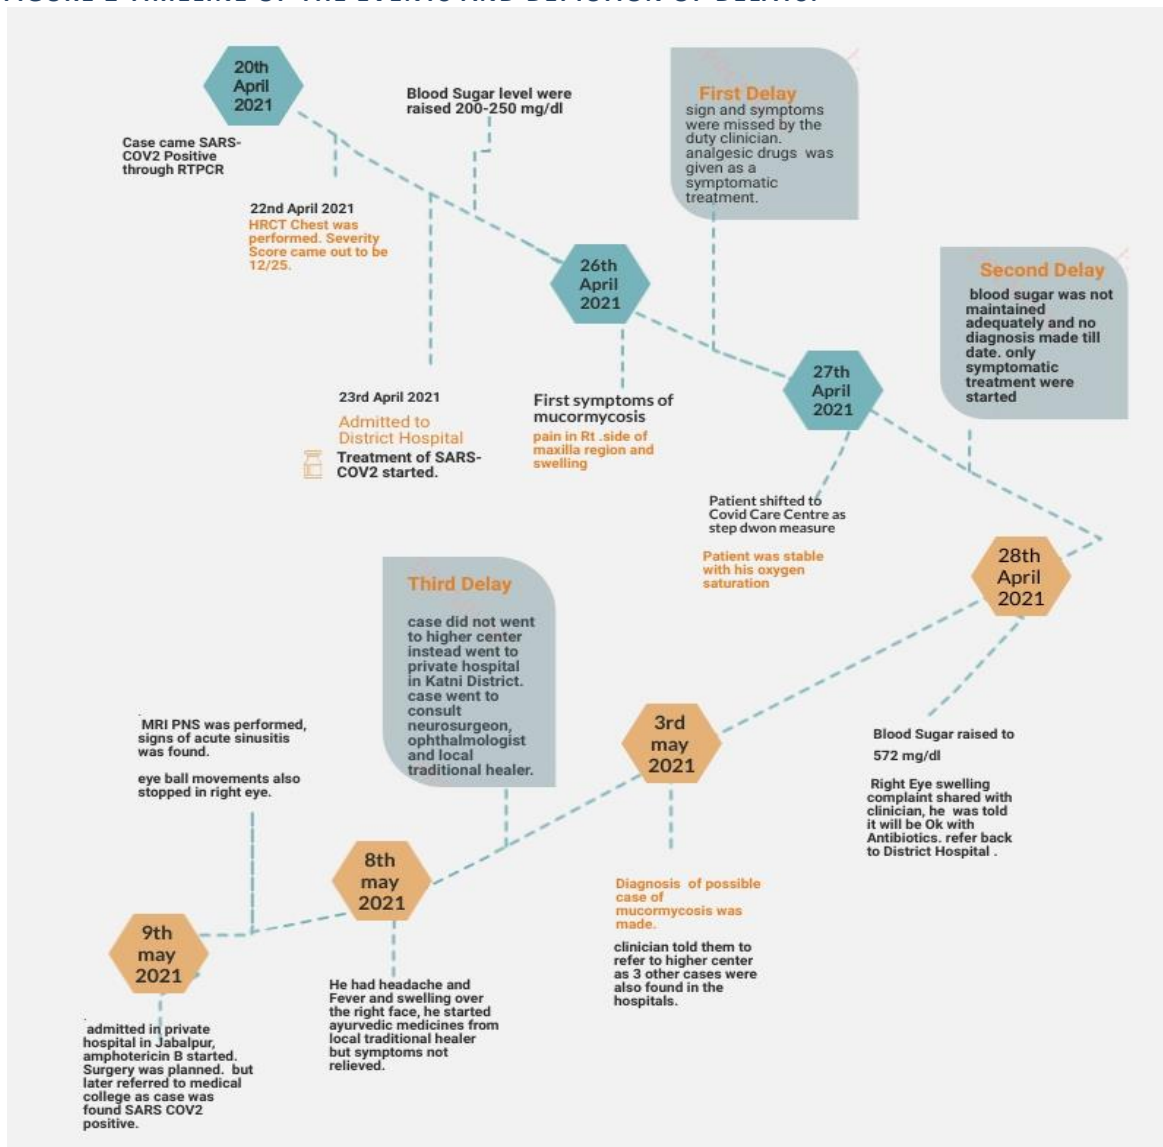 FIGURE 2 TIMELINE OF THE EVENTS AND DEPICTION OF DELAYS.
20th
April
2021
Case came SARS-
COV2 Positive
through RTPCR
22nd April 2021
HRCT Chest was
performed. Severity
Score came out to be
12/25.
23rd April 2021
Admitted to
District Hospital
Treatment of SARS-
COV2 started.
Blood Sugar level were
raised 200-250 mg/dl
26th
April
2021
First symptoms of
mucormycosis
pain in Rt .side of
maxilla region and
swelling
First Delay
sign and symptoms
were missed by the
duty clinician.
analgesic drugs was
given as a
symptomatic
treatment.
27th
April
2021
Patient shifted to
Covid Care Centre as
step dwon measure
Patient was stable
with his oxygen
saturation
Second Delay
blood sugar was not
maintained
adequately and no
diagnosis made till
date. only
symptomatic
treatment were
started
28th
April
2021
Blood Sugar raised to
572 mg/dl
Right Eye swelling
complaint shared with
clinician, he was told
it will be Ok with
Antibiotics. refer back
to District Hospital .
3rd
may
2021
Diagnosis of possible
case of
mucormycosis was
made.
clinician told them to
refer to higher center
as 3 other cases were
also found in the
hospitals.
Third Delay
case did not went
to higher center
instead went to
private hospital
in Katni District.
case went to
consult
neurosurgeon,
ophthalmologist
and local
traditional healer.
8th
may
2021
He had headache and
Fever and swelling over
the right face, he started
ayurvedic medicines from
local traditional healer
but symptoms not
relieved.
MRI PNS was performed,
signs of acute sinusitis
was found.
eye ball movements also
stopped in right eye.
9th
may
2021
admitted in private
hospital in Jabalpur,
amphotericin B started.
Surgery was planned. but
later referred to medical
college as case was
found SARS COV2
positive.